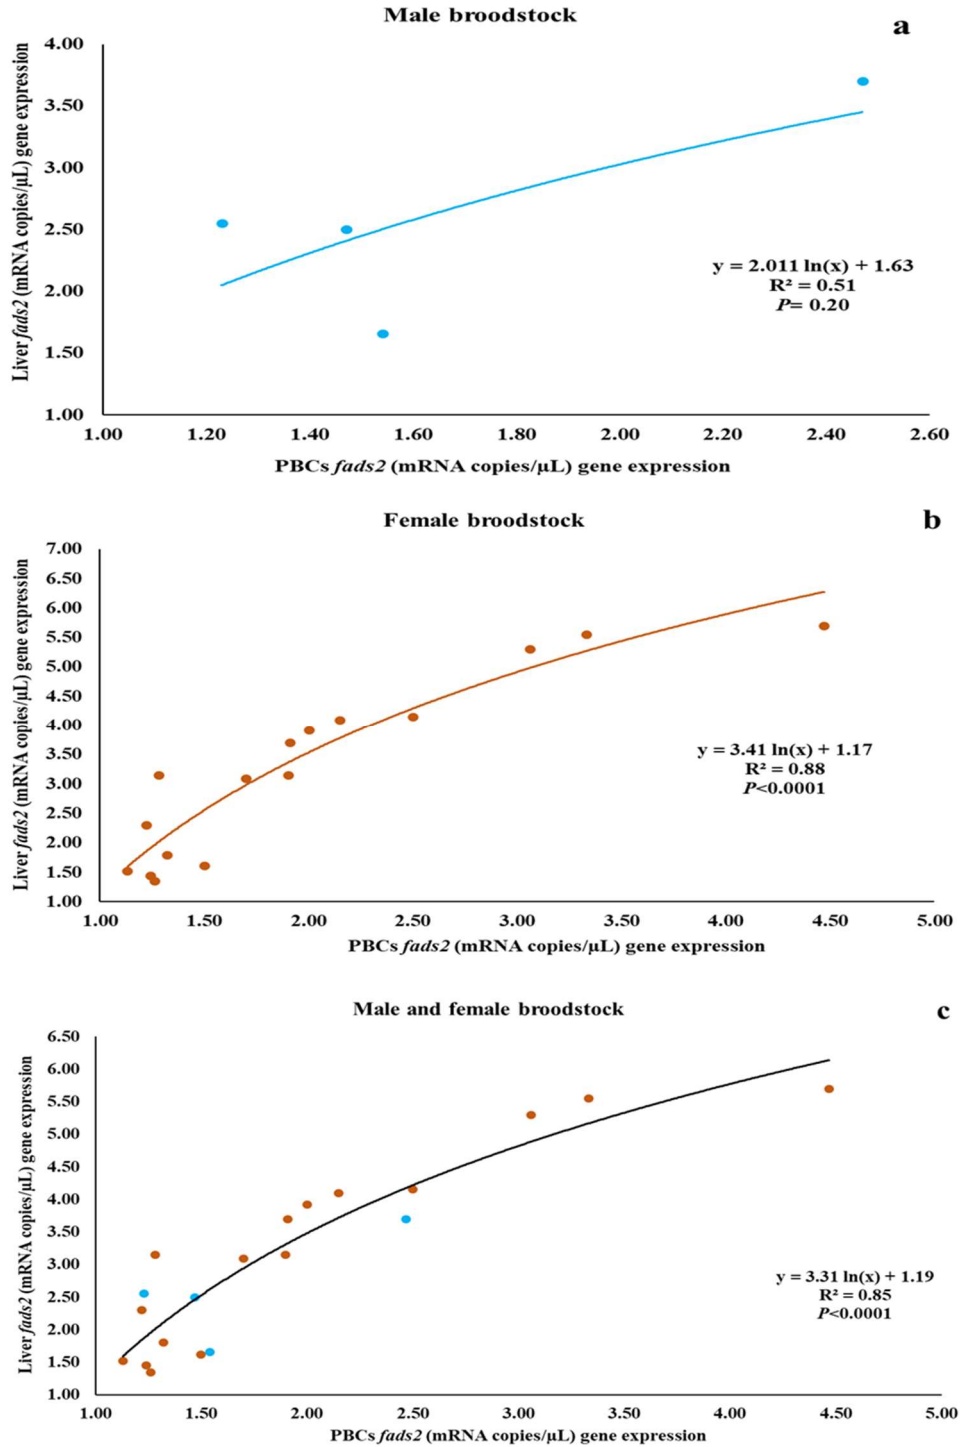 Male broodstock
a
Liver fads2 (mRNA copies/µL) gene expression
4.00
3.50
3.00
2.50
2.00
1.50
1.00
y = 2.011 ln(x) + 1.63
R² = 0.51
P= 0.20
1.00 1.20 1.40 1.60 1.80 2.00 2.20 2.40 2.60
PBCs fads2 (mRNA copies/µL) gene expression
Female broodstock
b
Liver fads2 (mRNA copies/µL) gene expression
7.00
6.50
6.00
5.50
5.00
4.50
4.00
3.50
3.00
2.50
2.00
1.50
1.00
y = 3.41 ln(x) + 1.17
R² = 0.88
P<0.0001
1.00 1.50 2.00 2.50 3.00 3.50 4.00 4.50 5.00
PBCs fads2 (mRNA copies/µL) gene expression
Male and female broodstock
c
Liver fads2 (mRNA copies/µL) gene expression
6.50
6.00
5.50
5.00
4.50
4.00
3.50
3.00
2.50
2.00
1.50
1.00
y = 3.31 ln(x) + 1.19
R² = 0.85
P<0.0001
1.00 1.50 2.00 2.50 3.00 3.50 4.00 4.50 5.00
PBCs fads2 (mRNA copies/µL) gene expression